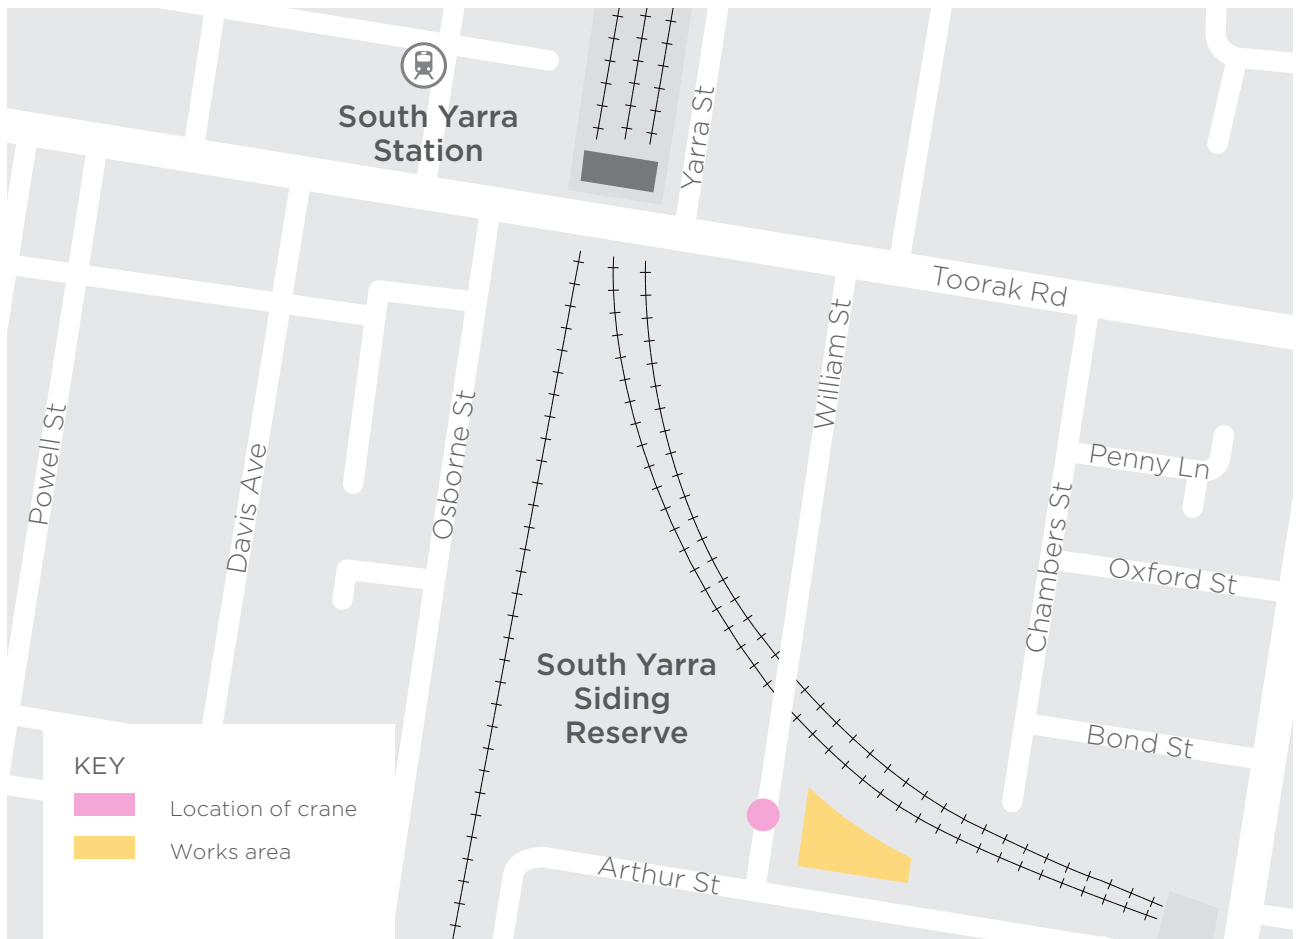 South Yarra
Station
Yarra St
Toorak Rd
William St
Powell St
Davis Ave
Osborne St
Penny Ln
Chambers St
Oxford St
South Yarra
Siding
Reserve
Bond St
Arthur St
KEY
Location of crane
Works area